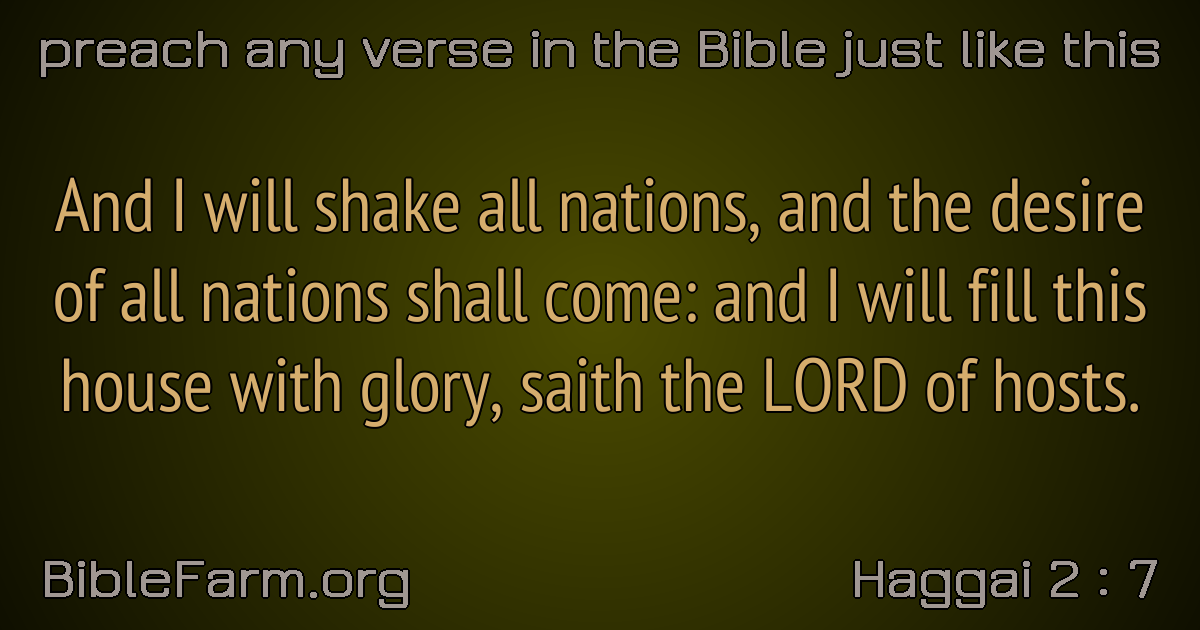 preach any verse in the Bible just like this
And I will shake all nations, and the desire
of all nations shall come: and I will fill this
house with glory, saith the LORD of hosts.
BibleFarm.org
Haggai 2 : 7